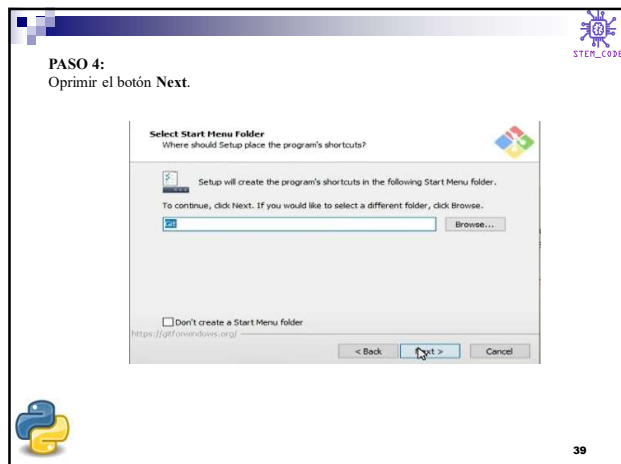 STEM_CODE
PASO 4:
Oprimir el botón Next.
Select Start Menu Folder
Where should Setup place the program's shortcuts?
Setup will create the program's shortcuts in the following Start Menu folder.
To continue, click Next. If you would like to select a different folder, click Browse.
Git
Browse...
Don't create a Start Menu folder
https://gitforwindows.org/
< Back Next > Cancel
39